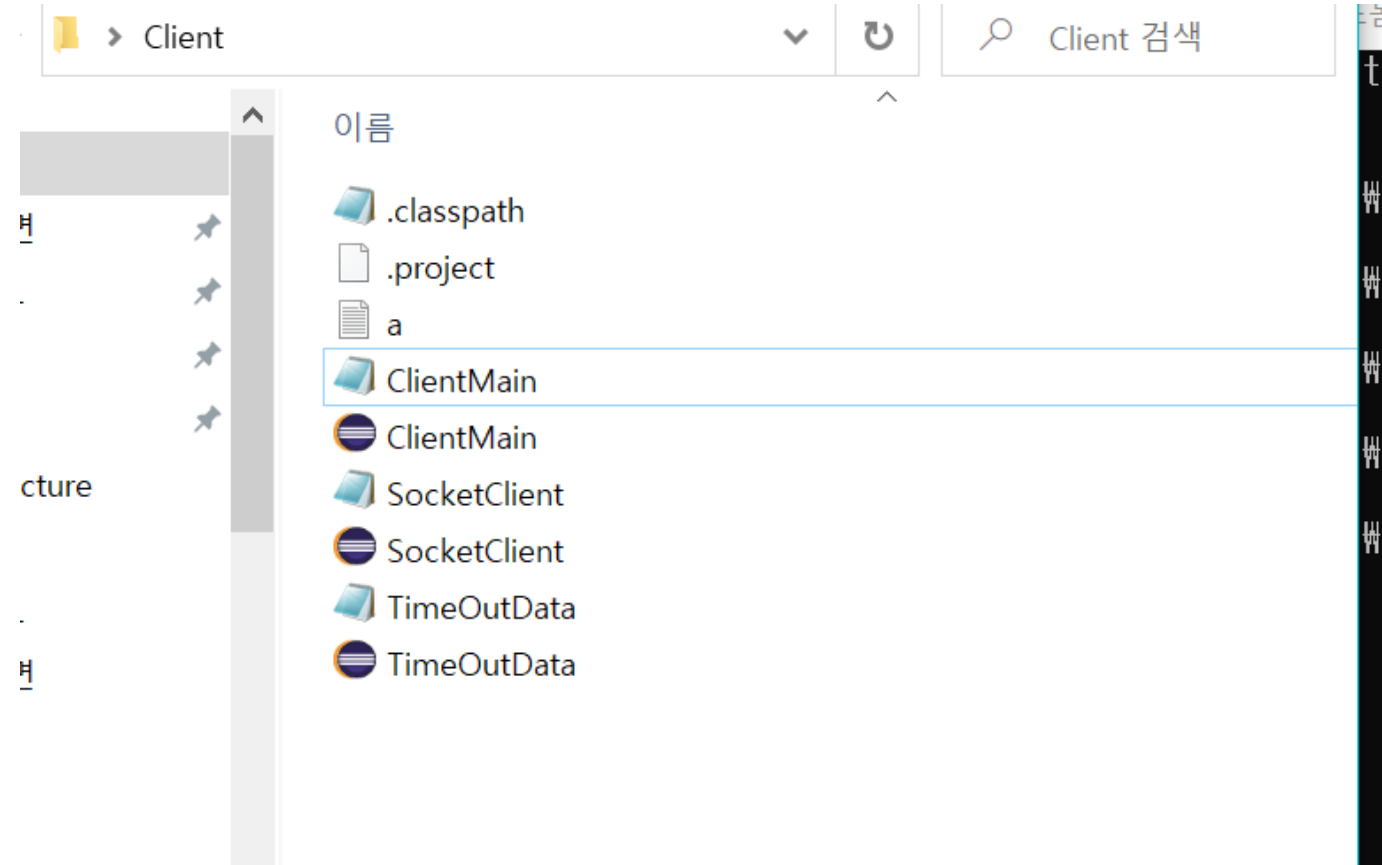 Client
Client 검색
이름
.classpath
.project
a
ClientMain
ClientMain
SocketClient
SocketClient
TimeOutData
TimeOutData
cture
t
₩
₩
₩
₩
₩